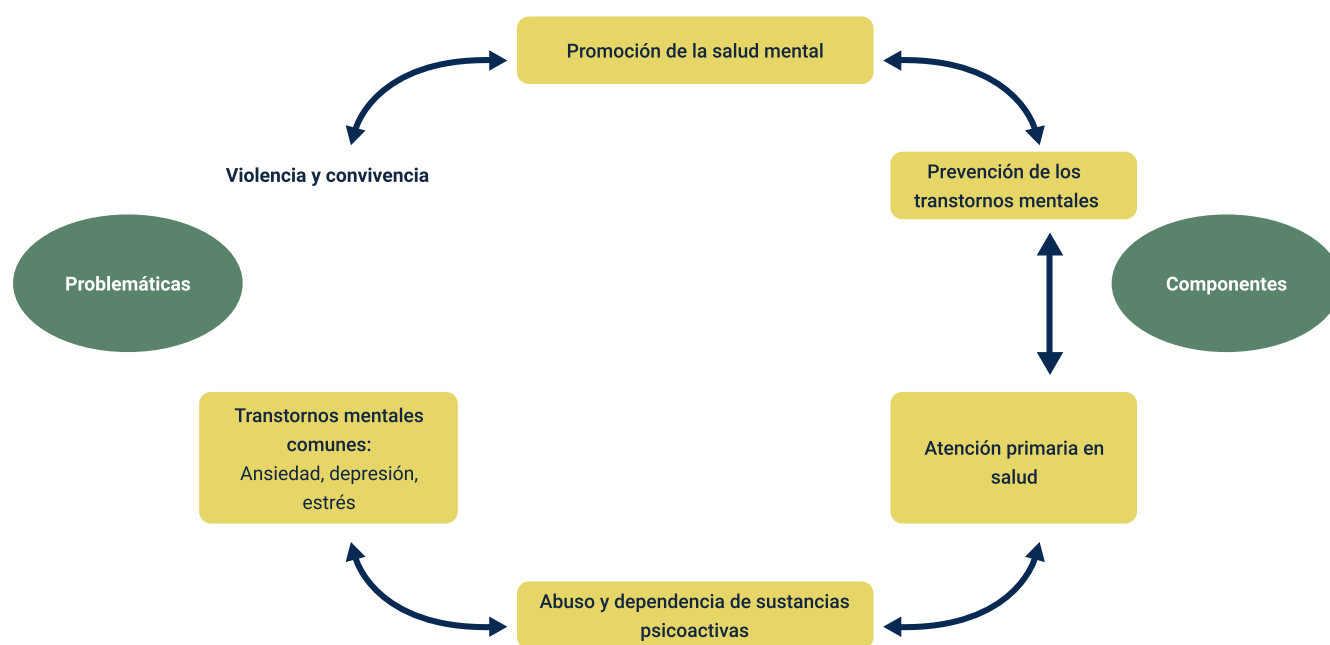 Promoción de la salud mental
Violencia y convivencia
Prevención de los
transtornos mentales
Problemáticas
Componentes
Transtornos mentales
comunes:
Ansiedad, depresión,
estrés
Atención primaria en
salud
Abuso y dependencia de sustancias
psicoactivas